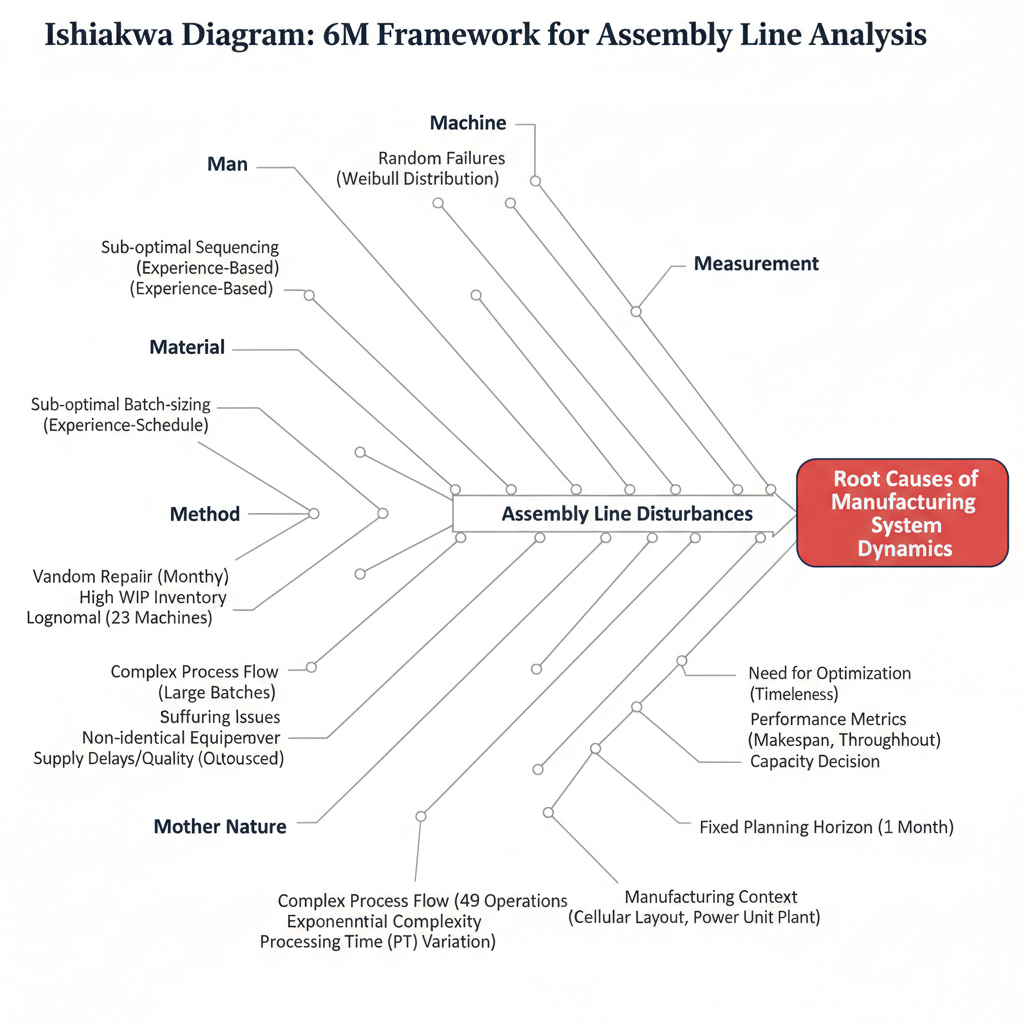 Ishiakwa Diagram: 6M Framework for Assembly Line Analysis
Machine
Man
Random Failures
(Weibull Distribution)
Sub-optimal Sequencing
(Experience-Based)
(Experience-Based)
Measurement
Material
Sub-optimal Batch-sizing
(Experience-Schedule)
Method
Assembly Line Disturbances
Root Causes of
Manufacturing
System
Dynamics
Vandom Repair (Monthy)
High WIP Inventory
Lognomal (23 Machines)
Complex Process Flow
(Large Batches)
Suffuring Issues
Non-identical Equipemver
Supply Delays/Quality (Outousced)
Need for Optimization
(Timeleness)
Performance Metrics
(Makespan, Throughhout)
Capacity Decision
Mother Nature
Fixed Planning Horizon (1 Month)
Complex Process Flow (49 Operations
Exponenntial Complexity
Processing Time (PT) Variation)
Manufacturing Context
(Cellular Layout, Power Unit Plant)